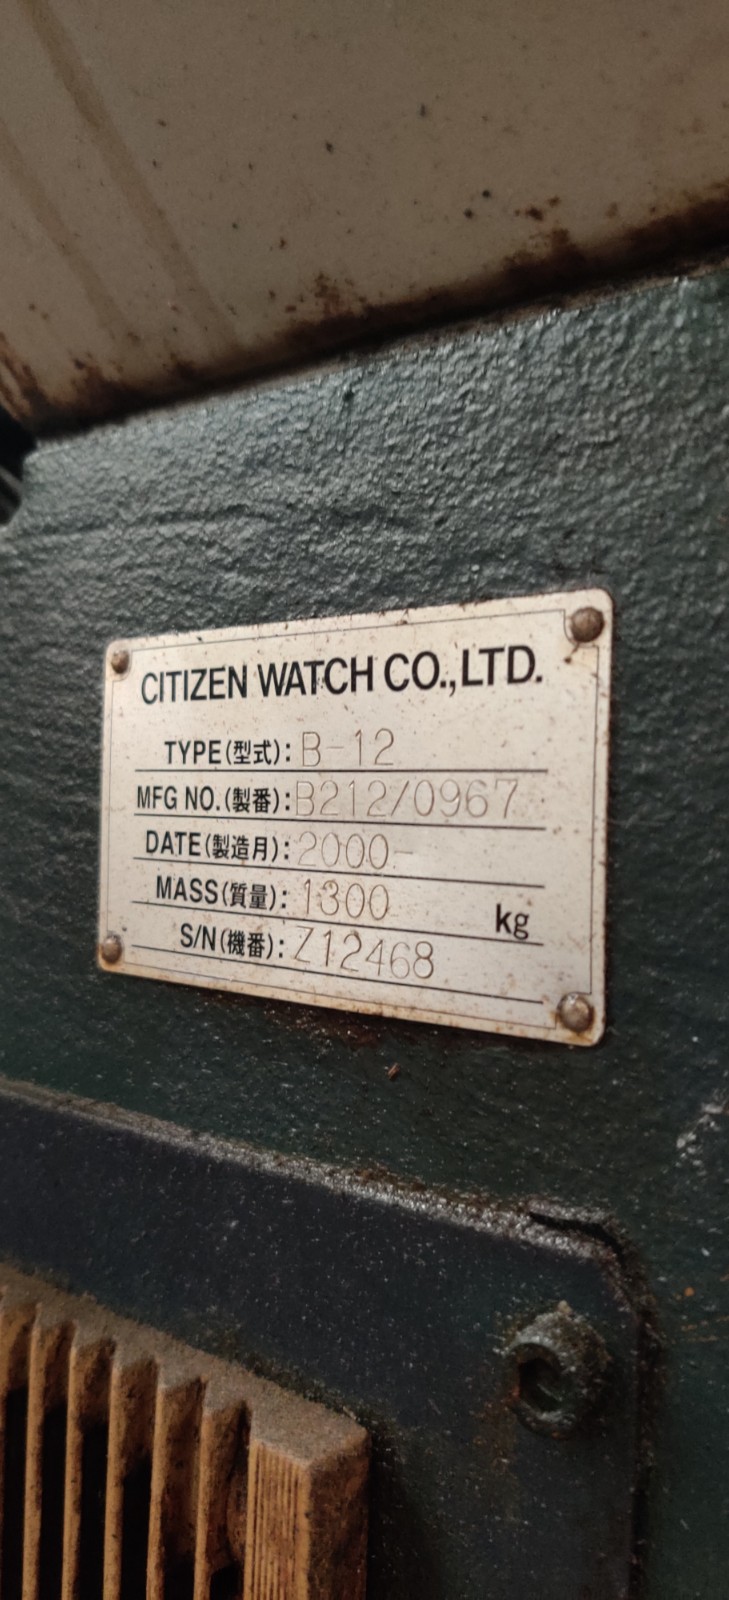 CITIZEN WATCH CO.,LTD.
TYPE(型式): B-12
MFG NO.(製番): B212/0967
DATE(製造月): 2000-
MASS(質量): 1300 kg
S/N(機番): Z12468